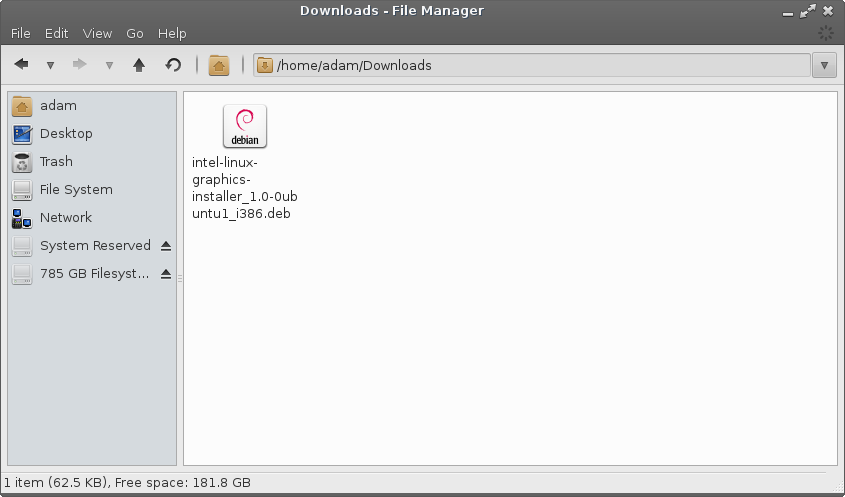 Downloads - File Manager
File Edit View Go Help
/home/adam/Downloads
adam
Desktop
Trash
File System
Network
System Reserved
785 GB Filesyst...
debian
intel-linux-
graphics-
installer_1.0-0ub
untu1_i386.deb
1 item (62.5 KB), Free space: 181.8 GB